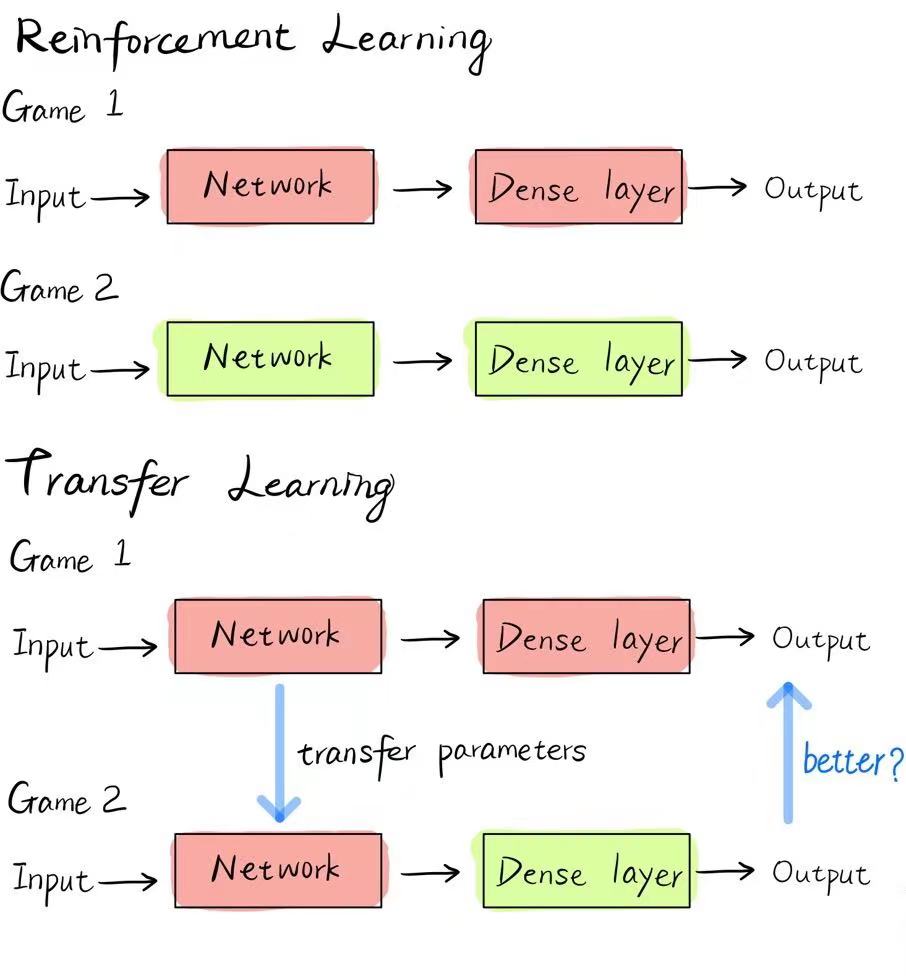 Reinforcement Learning
Game 1
Input
Network
Dense layer
Output
Game 2
Input
Network
Dense layer
Output
Transfer Learning
Game 1
Input
Network
Dense layer
Output
transfer parameters
better?
Game 2
Input
Network
Dense layer
Output